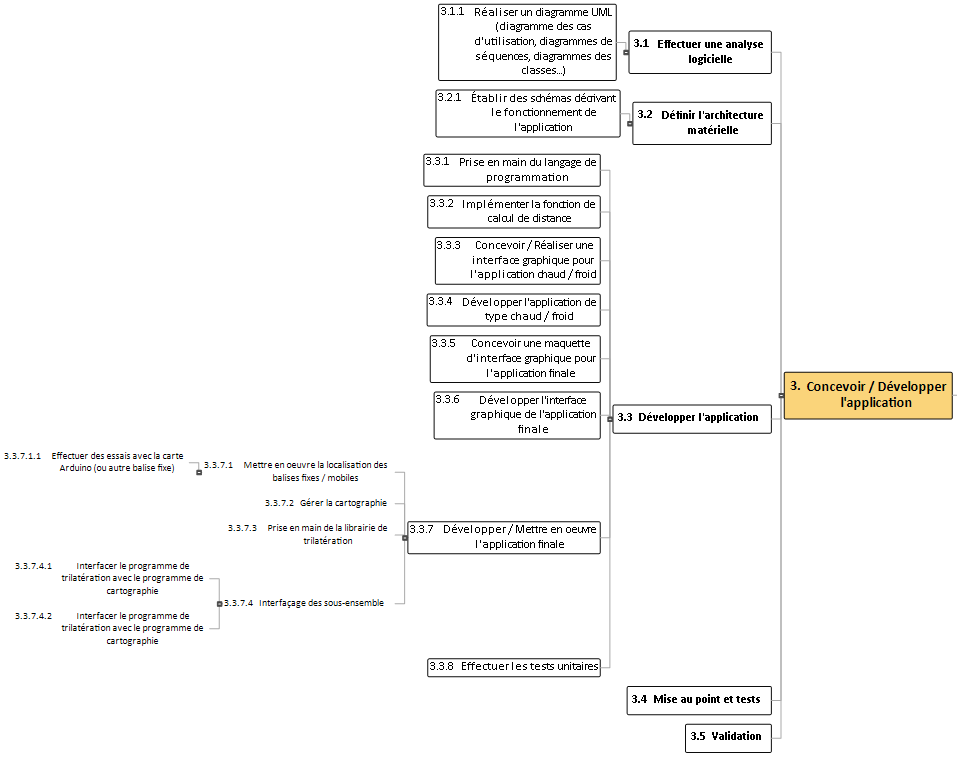 3.1.1 Réaliser un diagramme UML
(diagramme des cas
d'utilisation, diagrammes de
séquences, diagrammes des
classes...)
3.1 Effectuer une analyse
logicielle
3.2.1 Établir des schémas décrivant
le fonctionnement de
l'application
3.2 Définir l'architecture
matérielle
3.3.1 Prise en main du langage de
programmation
3.3.2 Implémenter la fonction de
calcul de distance
3.3.3 Concevoir / Réaliser une
interface graphique pour
l'application chaud / froid
3.3.4 Développer l'application de
type chaud / froid
3.3.5 Concevoir une maquette
d'interface graphique pour
l'application finale
3. Concevoir / Développer
l'application
3.3.6 Développer l'interface
graphique de l'application
finale
3.3 Développer l'application
3.3.7.1.1 Effectuer des essais avec la carte
Arduino (ou autre balise fixe)
3.3.7.1 Mettre en oeuvre la localisation des
balises fixes / mobiles
3.3.7.2 Gérer la cartographie
3.3.7.3 Prise en main de la librairie de
trilatération
3.3.7 Développer / Mettre en oeuvre
l'application finale
3.3.7.4.1 Interfacer le programme de
trilatération avec le programme de
cartographie
3.3.7.4 Interfaçage des sous-ensemble
3.3.7.4.2 Interfacer le programme de
trilatération avec le programme de
cartographie
3.3.8 Effectuer les tests unitaires
3.4 Mise au point et tests
3.5 Validation